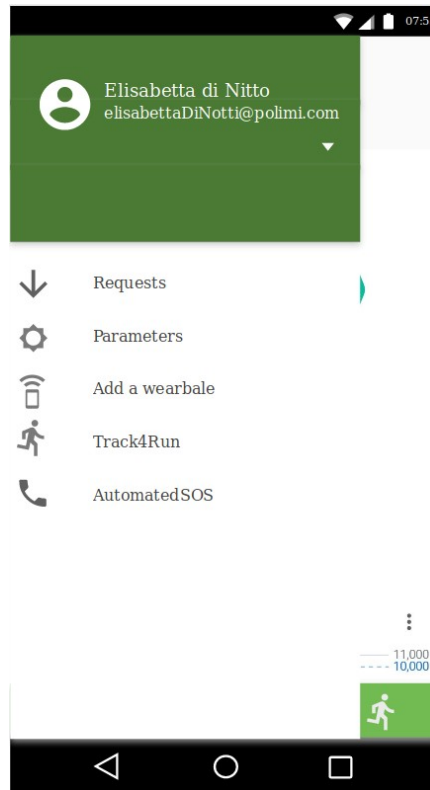 07:5
Elisabetta di Nitto
elisabettaDiNotti@polimi.com
Requests
Parameters
Add a wearbale
Track4Run
AutomatedSOS
11,000
10,000